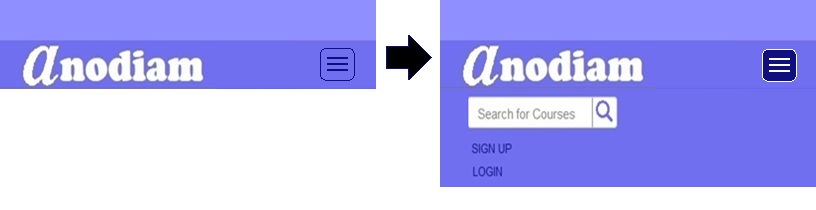 anodiam
anodiam
Search for Courses
SIGN UP
LOGIN